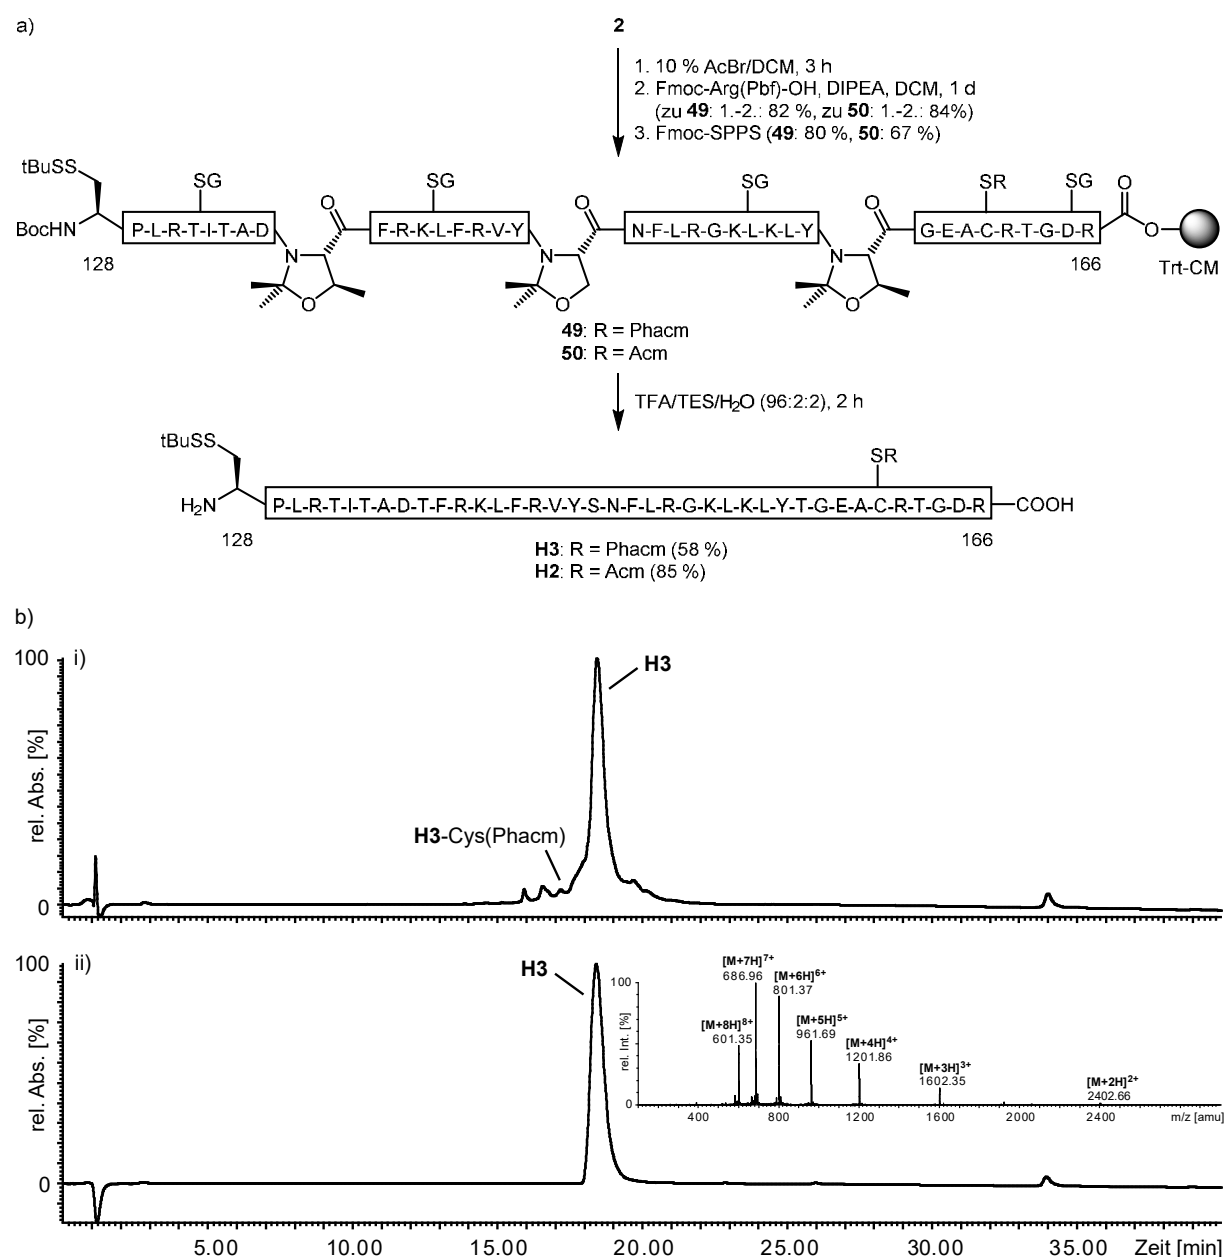 a)
2
1. 10 % AcBr/DCM, 3 h
2. Fmoc-Arg(Pbf)-OH, DIPEA, DCM, 1 d
(zu 49: 1.-2.: 82 %, zu 50: 1.-2.: 84%)
3. Fmoc-SPPS (49: 80 %, 50: 67 %)
tBuSS
SG
SG
SG
SR
SG
O
O
O
O
BocHN
P-L-R-T-I-T-A-D
F-R-K-L-F-R-V-Y
N-F-L-R-G-K-L-K-L-Y
G-E-A-C-R-T-G-D-R
O
128
N
N
N
166
Trt-CM
O
O
O
49: R = Phacm
50: R = Acm
TFA/TES/H2O (96:2:2), 2 h
tBuSS
SR
H2N
P-L-R-T-I-T-A-D-T-F-R-K-L-F-R-V-Y-S-N-F-L-R-G-K-L-K-L-Y-T-G-E-A-C-R-T-G-D-R
COOH
128
166
H3: R = Phacm (58 %)
H2: R = Acm (85 %)
b)
100
i)
H3
rel. Abs. [%]
H3-Cys(Phacm)
0
100
ii)
H3
rel. Abs. [%]
0
100
rel. Int. [%]
0
[M+7H]7+
686.96
[M+6H]6+
801.37
[M+8H]8+
601.35
[M+5H]5+
961.69
[M+4H]4+
1201.86
[M+3H]3+
1602.35
[M+2H]2+
2402.66
400 800 1200 1600 2000 2400 m/z [amu]
5.00 10.00 15.00 20.00 25.00 30.00 35.00 Zeit [min]